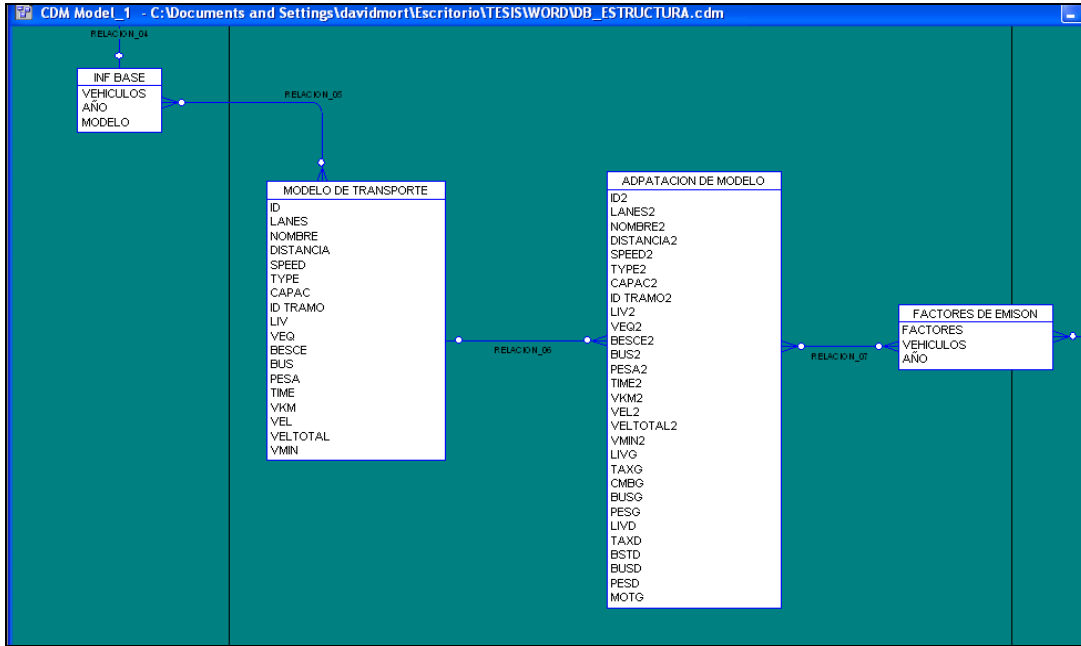 CDM Model_1 - C:\Documents and Settings\davidmort\Escritorio\TESIS\WORD\DB_ESTRUCTURA.cdm
RELACION_04
INF BASE
VEHICULOS
AÑO
MODELO
RELACION_05
MODELO DE TRANSPORTE
ID
LANES
NOMBRE
DISTANCIA
SPEED
TYPE
CAPAC
ID TRAMO
LIV
VEQ
BESCE
BUS
PESA
TIME
VKM
VEL
VELTOTAL
VMIN
RELACION_06
ADPATACION DE MODELO
ID2
LANES2
NOMBRE2
DISTANCIA2
SPEED2
TYPE2
CAPAC2
ID TRAMO2
LIV2
VEQ2
BESCE2
BUS2
PESA2
TIME2
VKM2
VEL2
VELTOTAL2
VMIN2
LIVG
TAXG
CMBG
BUSG
PESG
LIVD
TAXD
BSTD
BUSD
PESD
MOTG
RELACION_07
FACTORES DE EMISON
FACTORES
VEHICULOS
AÑO